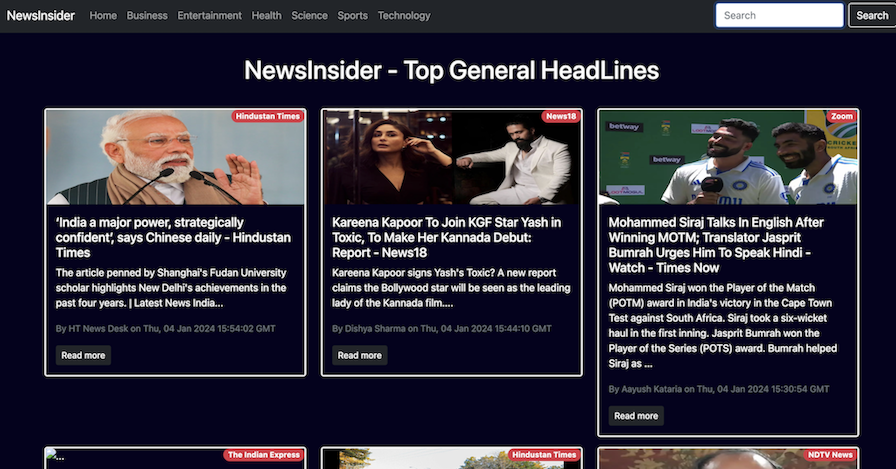 NewsInsider Home Business Entertainment Health Science Sports Technology Search Search
NewsInsider - Top General HeadLines
Hindustan Times
‘India a major power, strategically
confident’, says Chinese daily - Hindustan
Times
The article penned by Shanghai's Fudan University
scholar highlights New Delhi's achievements in the
past four years. | Latest News India...
By HT News Desk on Thu, 04 Jan 2024 15:54:02 GMT
Read more
News18
Kareena Kapoor To Join KGF Star Yash in
Toxic, To Make Her Kannada Debut:
Report - News18
Kareena Kapoor signs Yash's Toxic? A new report
claims the Bollywood star will be seen as the leading
lady of the Kannada film....
By Dishya Sharma on Thu, 04 Jan 2024 15:44:10 GMT
Read more
Zoom
betway
betway
Mohammed Siraj Talks In English After
Winning MOTM; Translator Jasprit
Bumrah Urges Him To Speak Hindi -
Watch - Times Now
Mohammed Siraj won the Player of the Match
(POTM) award in India's victory in the Cape Town
Test against South Africa. Siraj took a six-wicket
haul in the first inning. Jasprit Bumrah won the
Player of the Series (POTS) award. Bumrah helped
Siraj as ...
By Aayush Kataria on Thu, 04 Jan 2024 15:30:54 GMT
Read more
...
The Indian Express
Hindustan Times
NDTV News